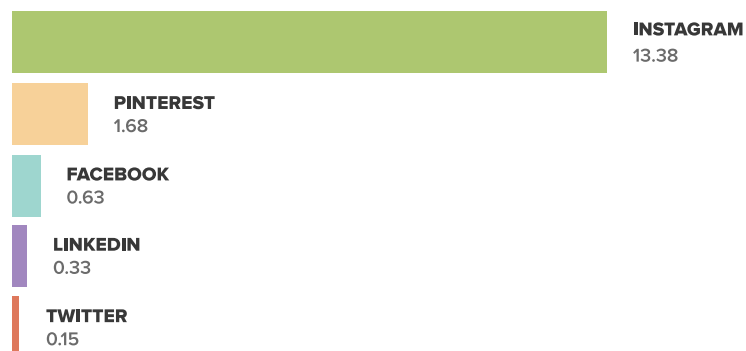 INSTAGRAM
13.38
PINTEREST
1.68
FACEBOOK
0.63
LINKEDIN
0.33
TWITTER
0.15